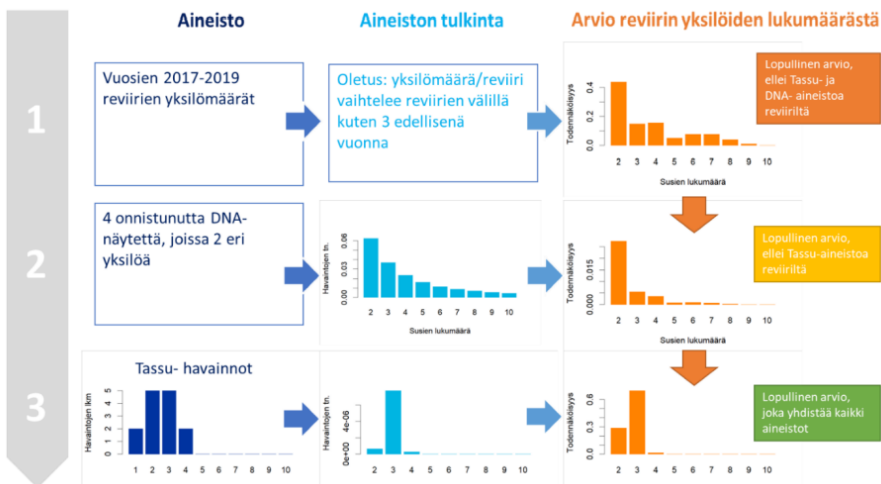 Aineisto
Aineiston tulkinta
Arvio reviirin yksilöiden lukumäärästä
1
Vuosien 2017-2019
reviirien yksilömäärät
Oletus: yksilömäärä/reviiri
vaihtelee reviirien välillä
kuten 3 edellisenä
vuonna
Todennäköisyys
0.4
0.2
0.0
2 3 4 5 6 7 8 9 10
Susien lukumäärä
Lopullinen arvio,
ellei Tassu- ja
DNA- aineistoa
reviiriltä
2
4 onnistunutta DNA-
näytettä, joissa 2 eri
yksilöä
Havaintojen tn.
0.06
0.03
0.00
2 3 4 5 6 7 8 9 10
Susien lukumäärä
Todennäköisyys
0.015
0.000
2 3 4 5 6 7 8 9 10
Susien lukumäärä
Lopullinen arvio,
ellei Tassu-aineistoa
reviiriltä
3
Tassu- havainnot
Havaintojen lkm
5
4
3
2
1
0
1 2 3 4 5 6 7 8 9 10
Havaintojen tn.
4e-06
0e+00
2 3 4 5 6 7 8 9 10
Todennäköisyys
0.6
0.3
0.0
2 3 4 5 6 7 8 9 10
Lopullinen arvio,
joka yhdistää kaikki
aineistot